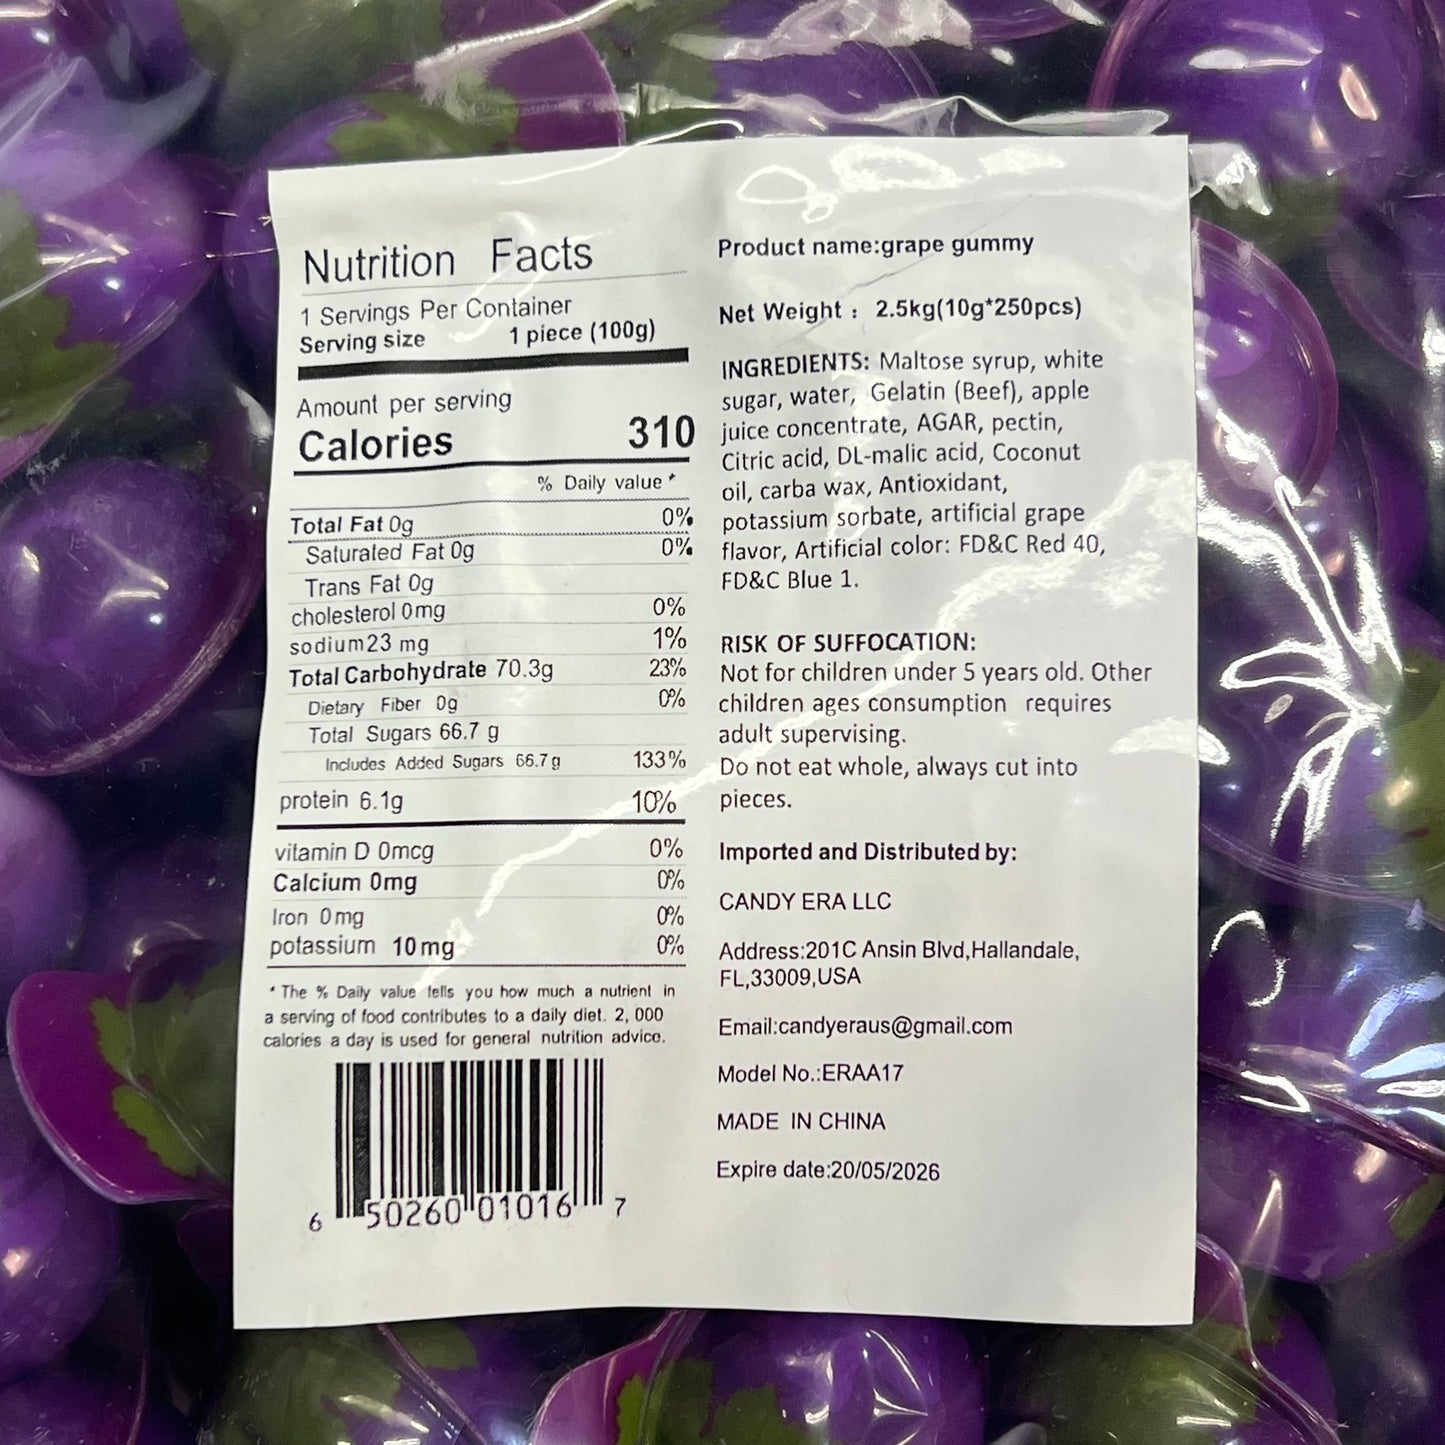 Nutrition Facts
1 Servings Per Container
Serving size 1 piece (100g)
Amount per serving
Calories 310
% Daily value *
Total Fat 0g 0%
Saturated Fat 0g 0%
Trans Fat 0g
cholesterol 0mg 0%
sodium23 mg 1%
Total Carbohydrate 70.3g 23%
Dietary Fiber 0g 0%
Total Sugars 66.7 g
Includes Added Sugars 66.7g 133%
protein 6.1g 10%
vitamin D 0mcg 0%
Calcium 0mg 0%
Iron 0mg 0%
potassium 10mg 0%
* The % Daily value tells you how much a nutrient in
a serving of food contributes to a daily diet. 2, 000
calories a day is used for general nutrition advice.
6 50260 01016 7
Product name:grape gummy
Net Weight : 2.5kg(10g*250pcs)
INGREDIENTS: Maltose syrup, white
sugar, water, Gelatin (Beef), apple
juice concentrate, AGAR, pectin,
Citric acid, DL-malic acid, Coconut
oil, carba wax, Antioxidant,
potassium sorbate, artificial grape
flavor, Artificial color: FD&C Red 40,
FD&C Blue 1.
RISK OF SUFFOCATION:
Not for children under 5 years old. Other
children ages consumption requires
adult supervising.
Do not eat whole, always cut into
pieces.
Imported and Distributed by:
CANDY ERA LLC
Address:201C Ansin Blvd,Hallandale,
FL,33009,USA
Email:candyeraus@gmail.com
Model No.:ERAA17
MADE IN CHINA
Expire date:20/05/2026